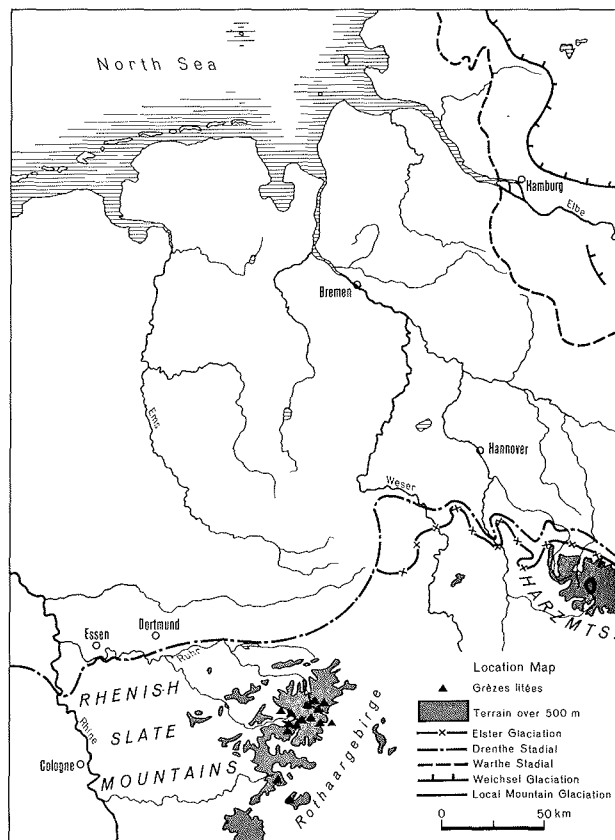 North Sea
Hamburg
Elbe
Bremen
Ems
Hannover
Weser
HARZMTS.
Essen
Dortmund
Ruhr
RHENISH
SLATE
MOUNTAINS
Rhine
Cologne
Rothaargebirge
Location Map
Grèzes litées
Terrain over 500 m
Elster Glaciation
Drenthe Stadial
Warthe Stadial
Weichsel Glaciation
Local Mountain Glaciation
0 50 km